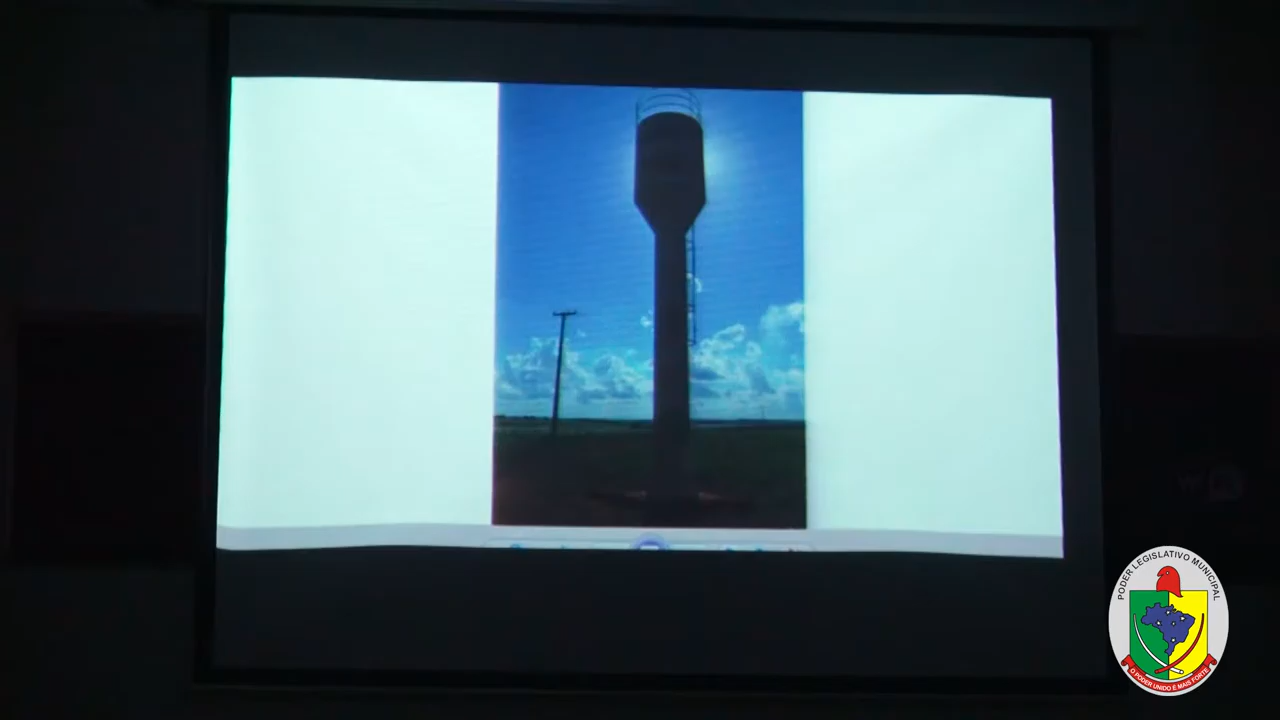 PODER LEGISLATIVO MUNICIPAL
O PODER UNIDO É MAIS FORTE